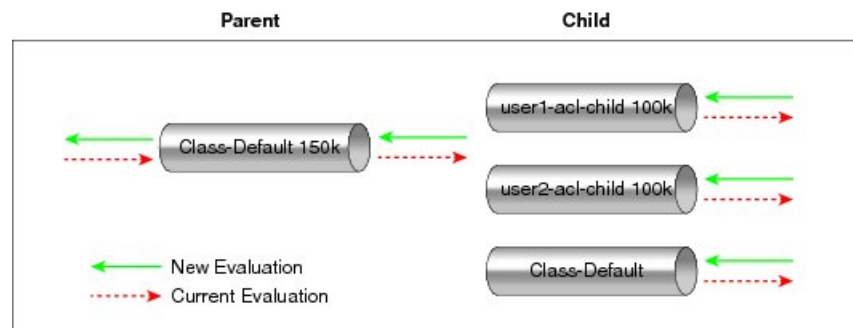 Parent
Child
user1-acl-child 100k
Class-Default 150k
user2-acl-child 100k
Class-Default
New Evaluation
Current Evaluation